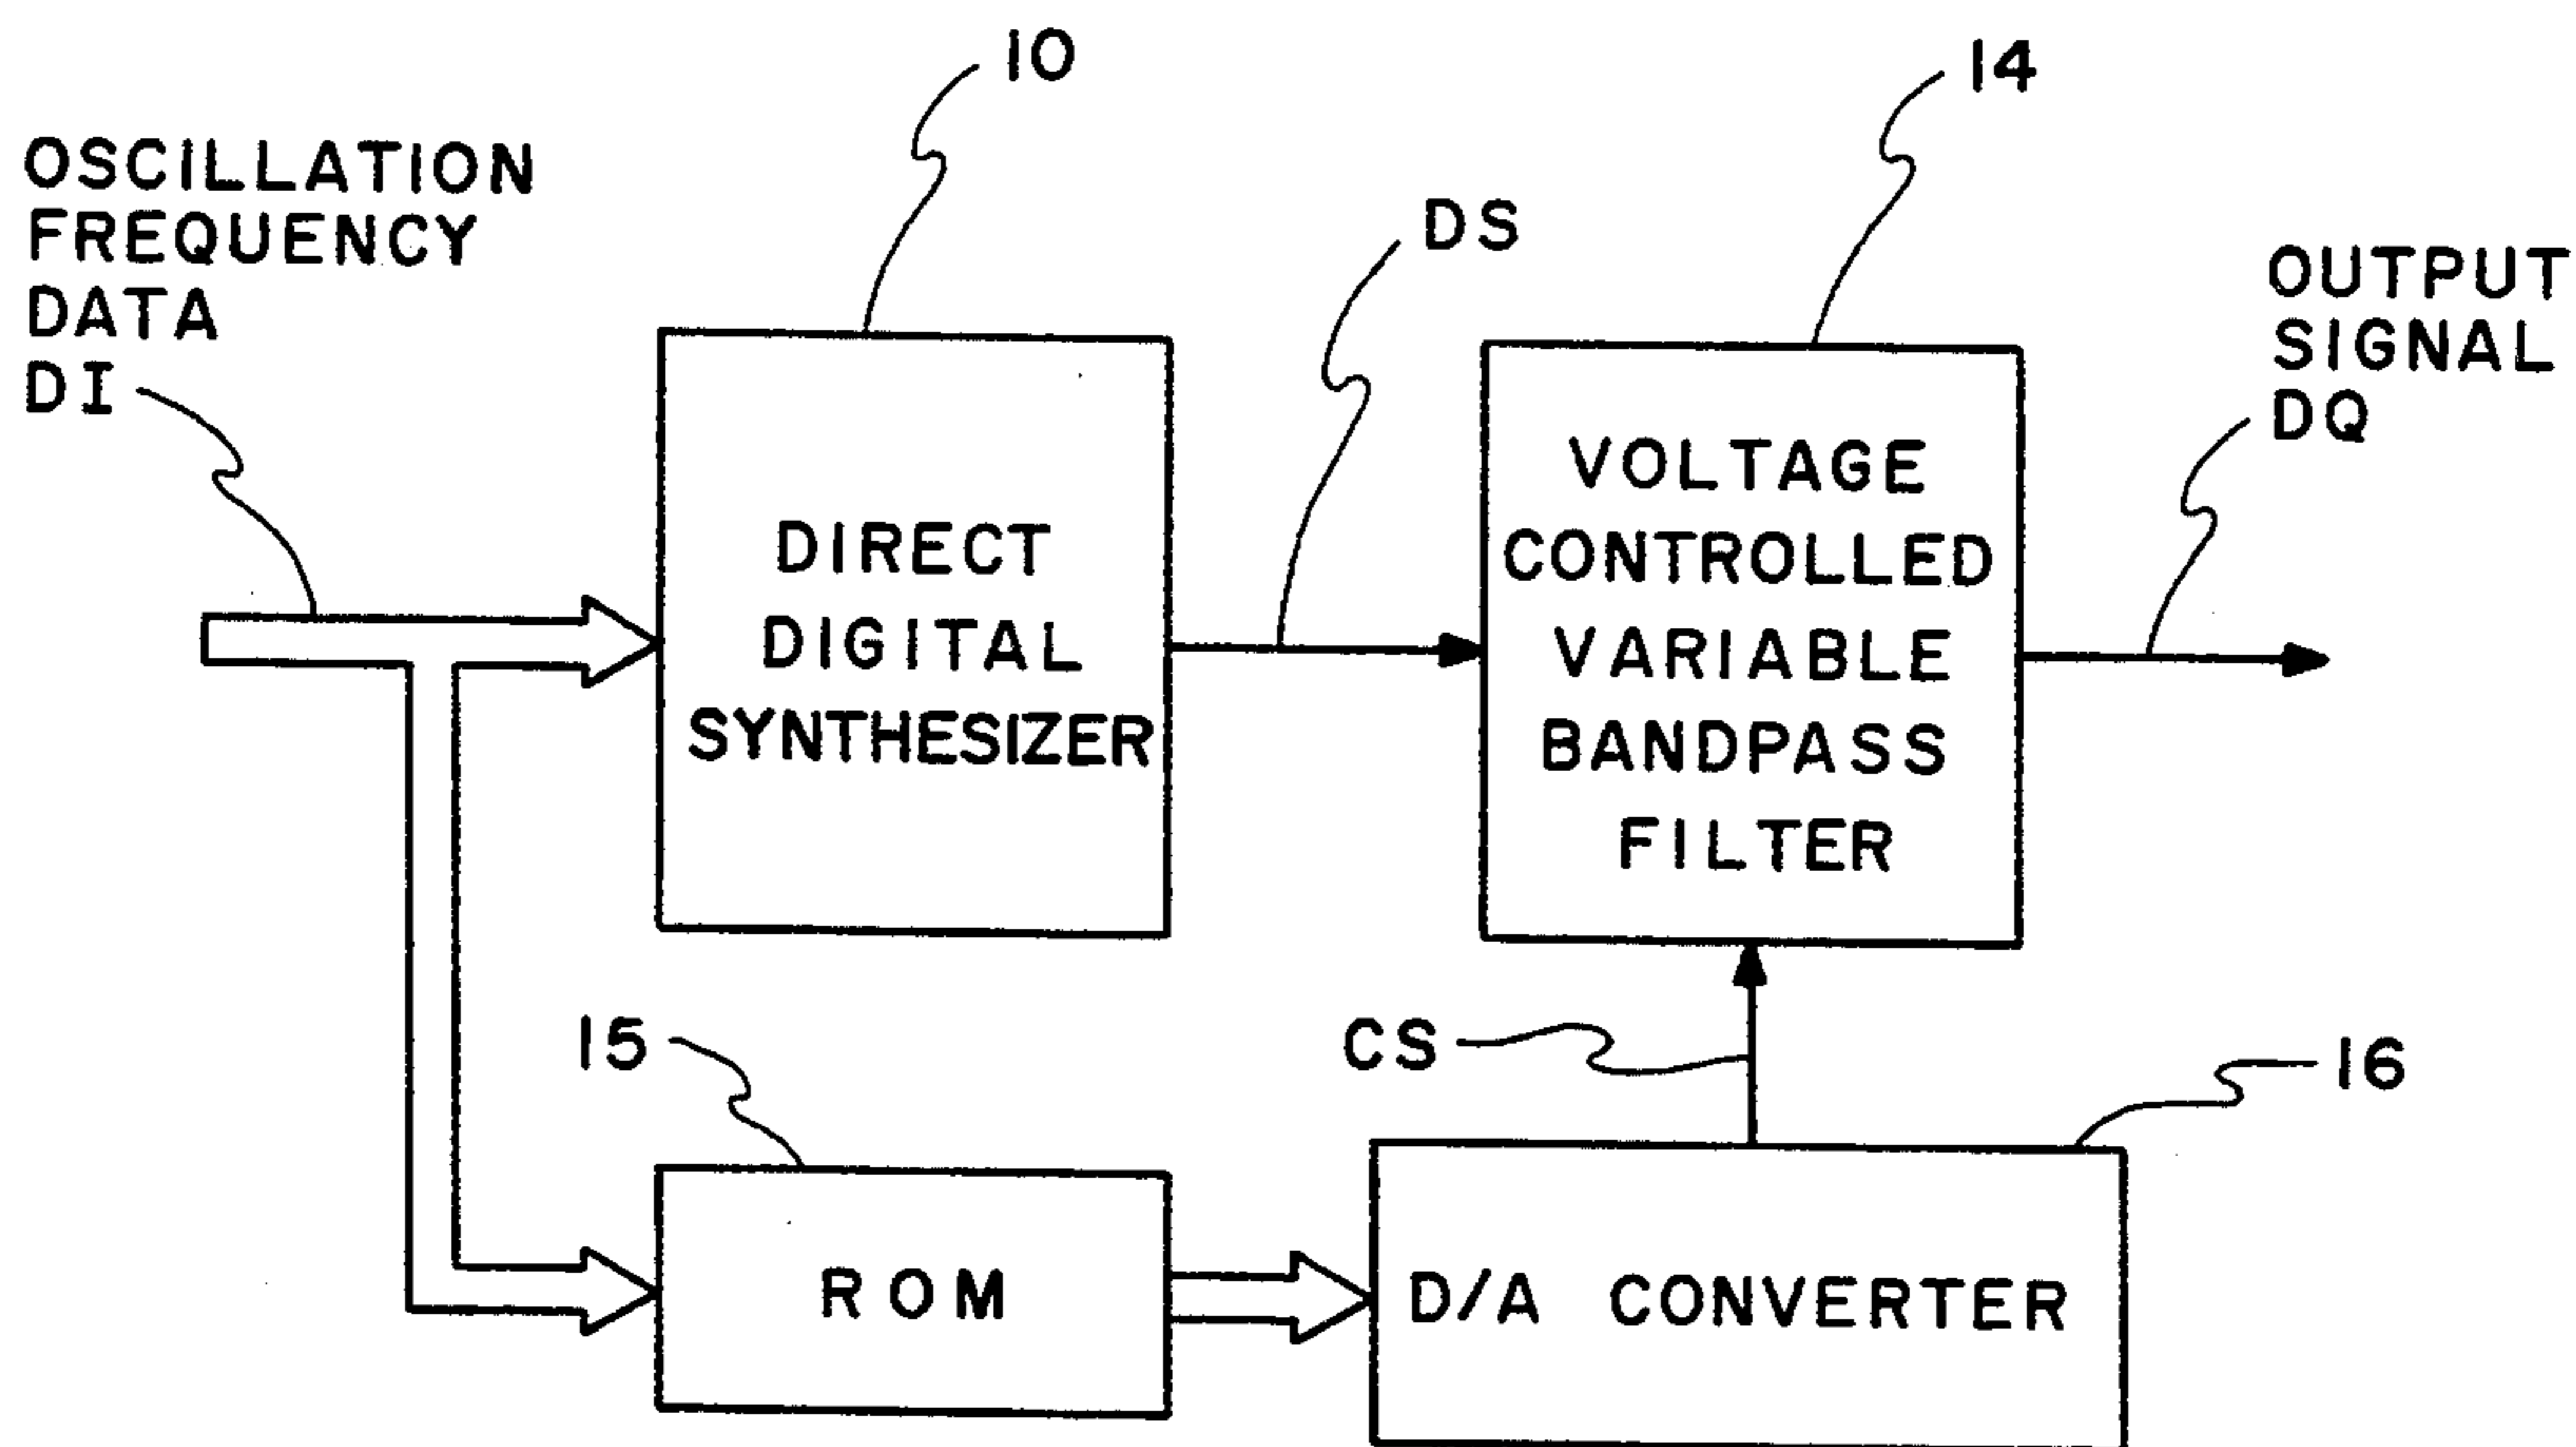 10
14
OSCILLATION
FREQUENCY
DATA
DI
DS
OUTPUT
SIGNAL
DQ
DIRECT
DIGITAL
SYNTHESIZER
VOLTAGE
CONTROLLED
VARIABLE
BANDPASS
FILTER
15
CS
16
ROM
D/A CONVERTER